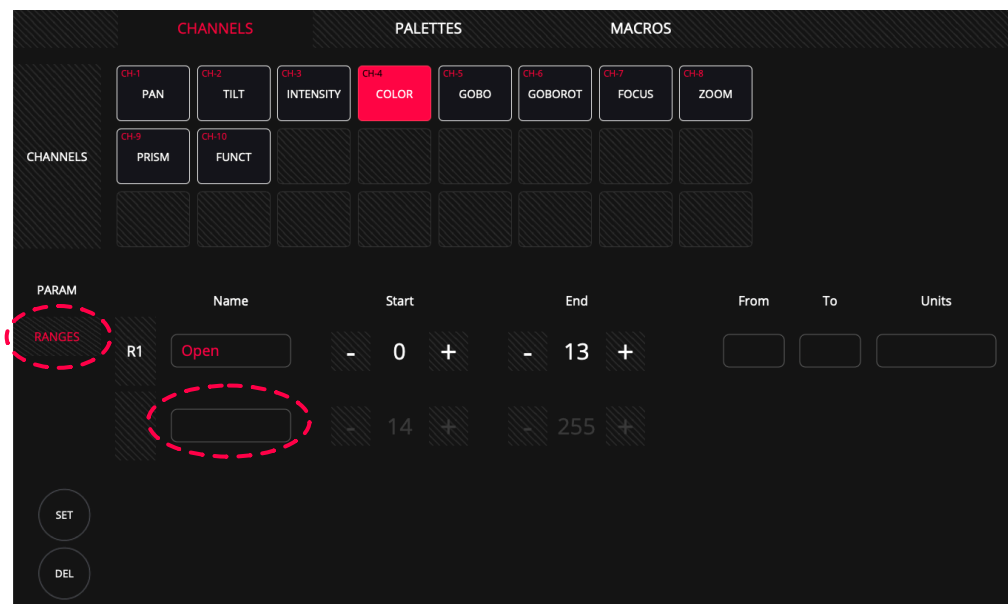 CHANNELS PALETTES MACROS
CH-1 CH-2 CH-3 CH-4 CH-5 CH-6 CH-7 CH-8
PAN TILT INTENSITY COLOR GOBO GOBOROT FOCUS ZOOM
CH-9 CH-10
CHANNELS PRISM FUNCT
PARAM
Name Start End From To Units
RANGES
R1 Open - 0 + - 13 +
- 14 + - 255 +
SET
DEL